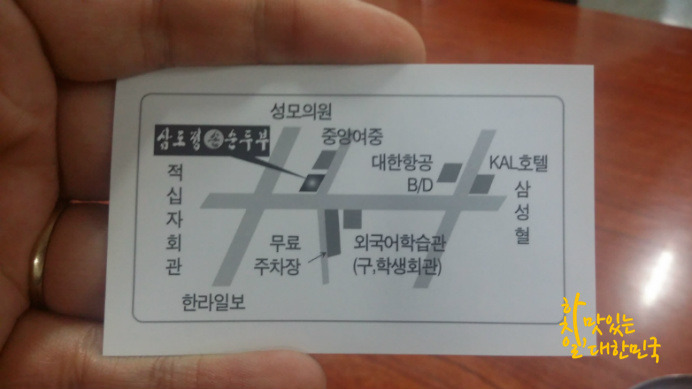 성모의원
삼도정 손 순두부
중앙여중
대한항공
B/D
KAL호텔
적십자회관
삼성혈
무료
주차장
외국어학습관
(구,학생회관)
한라일보
하치 맛있는
일! 대한민국